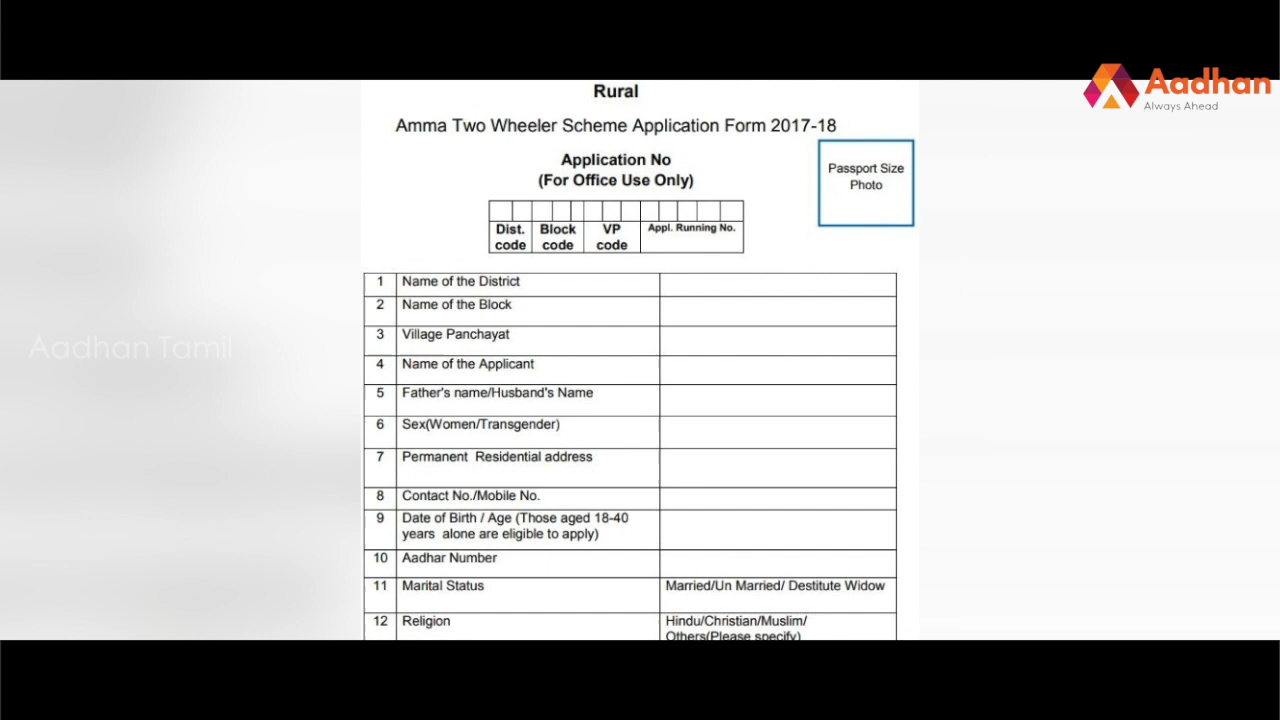 Aadhan
Always Ahead
Rural
Amma Two Wheeler Scheme Application Form 2017-18
Application No
(For Office Use Only)
Passport Size
Photo
Dist. code
Block code
VP code
Appl. Running No.
1 Name of the District
2 Name of the Block
3 Village Panchayat
Aadhan Tamil
4 Name of the Applicant
5 Father's name/Husband's Name
6 Sex(Women/Transgender)
7 Permanent Residential address
8 Contact No./Mobile No.
9 Date of Birth / Age (Those aged 18-40
years alone are eligible to apply)
10 Aadhar Number
11 Marital Status Married/Un Married/ Destitute Widow
12 Religion Hindu/Christian/Muslim/
Others(Please specify)